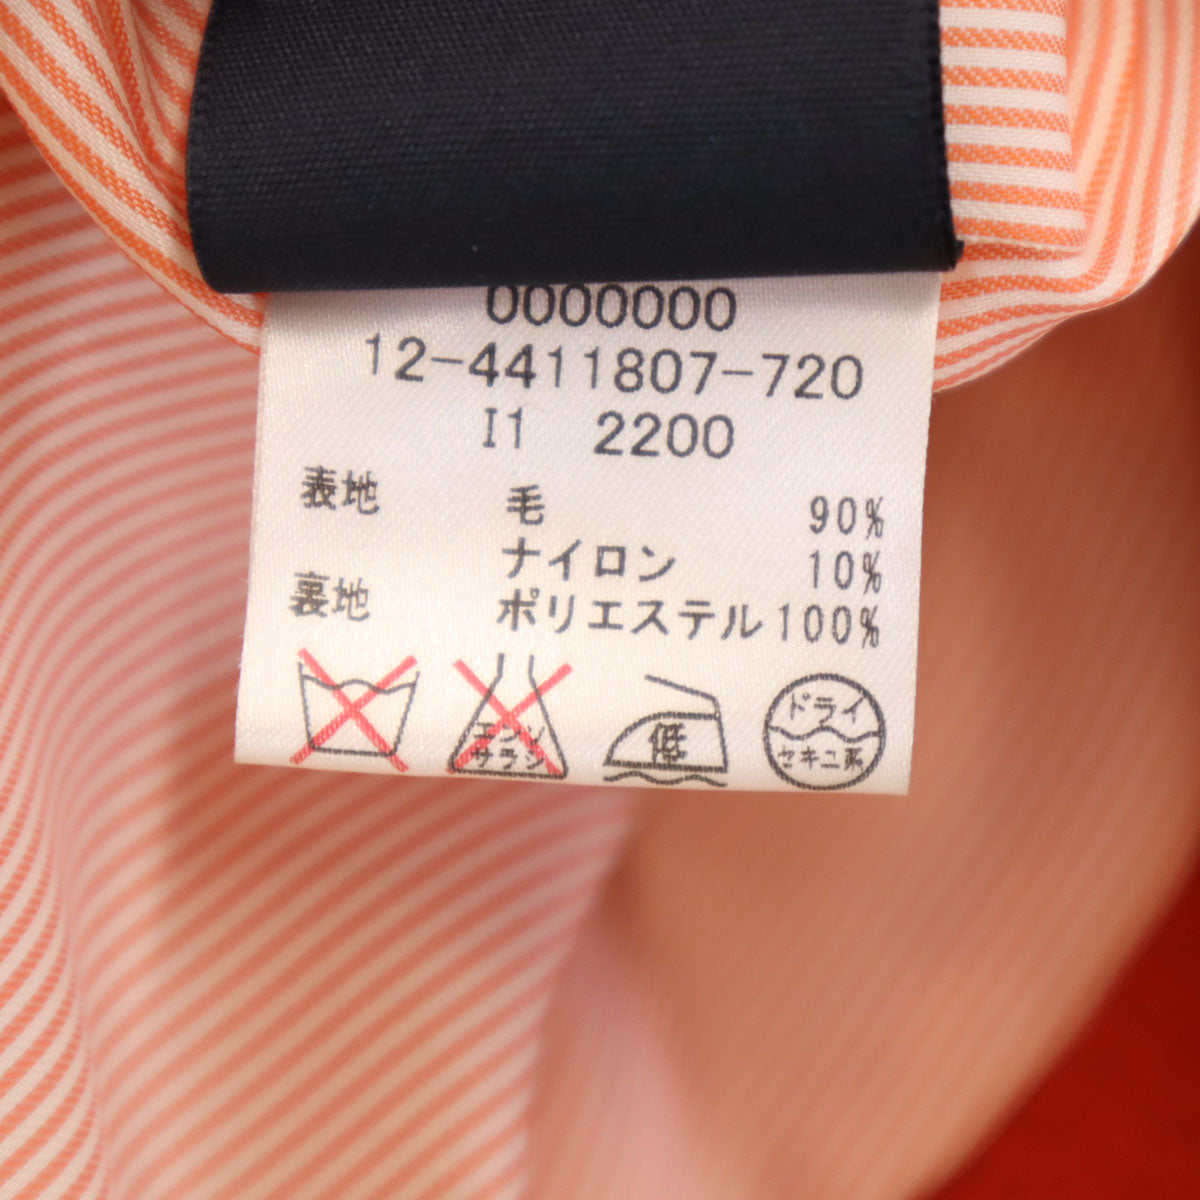 0000000
12-4411807-720
I1 2200
表地 毛 90%
ナイロン 10%
裏地 ポリエステル 100%
エンソ
サラシ
低
ドライ
セキユ系